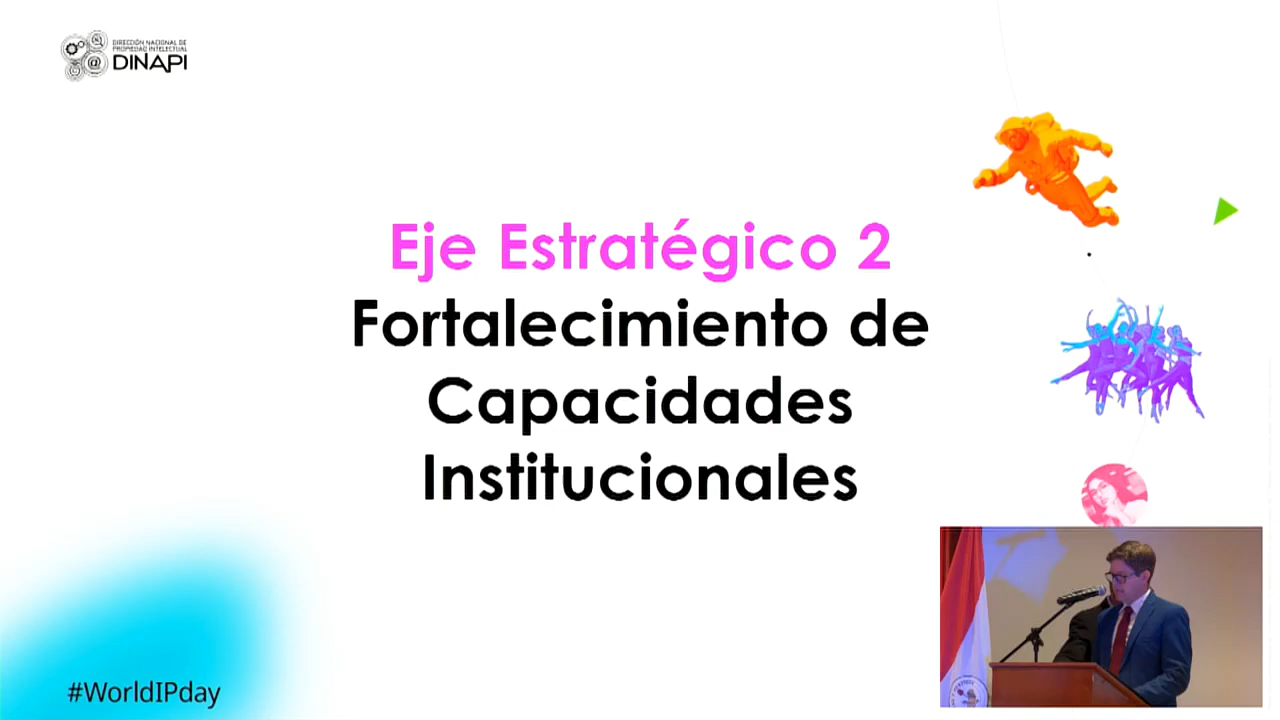 DIRECCIÓN NACIONAL DE
PROPIEDAD INTELECTUAL
DINAPI
Eje Estratégico 2
Fortalecimiento de
Capacidades
Institucionales
#WorldIPday